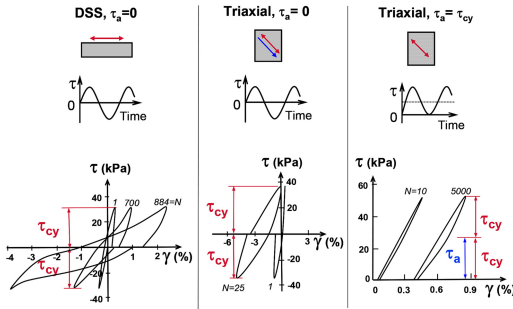 DSS, τa=0
τ
0
Time
τ (kPa)
40
20
-20
-40
1
700
884=N
τcy
τcy
-4 -3 -2 -1 0 1 2
γ (%)
Triaxial, τa = 0
τ
0
Time
τ (kPa)
40
20
-20
-40
τcy
τcy
-6 -3 3
γ (%)
N=25
1
Triaxial, τa = τcy
τ
0
Time
τ (kPa)
60
40
20
0
N=10
5000
τcy
τa
τcy
0 0.3 0.6 0.9
γ (%)